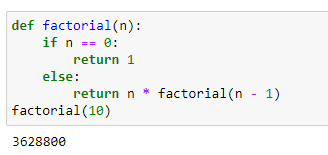 def factorial(n):
    if n == 0:
        return 1
    else:
        return n * factorial(n - 1)
factorial(10)
3628800